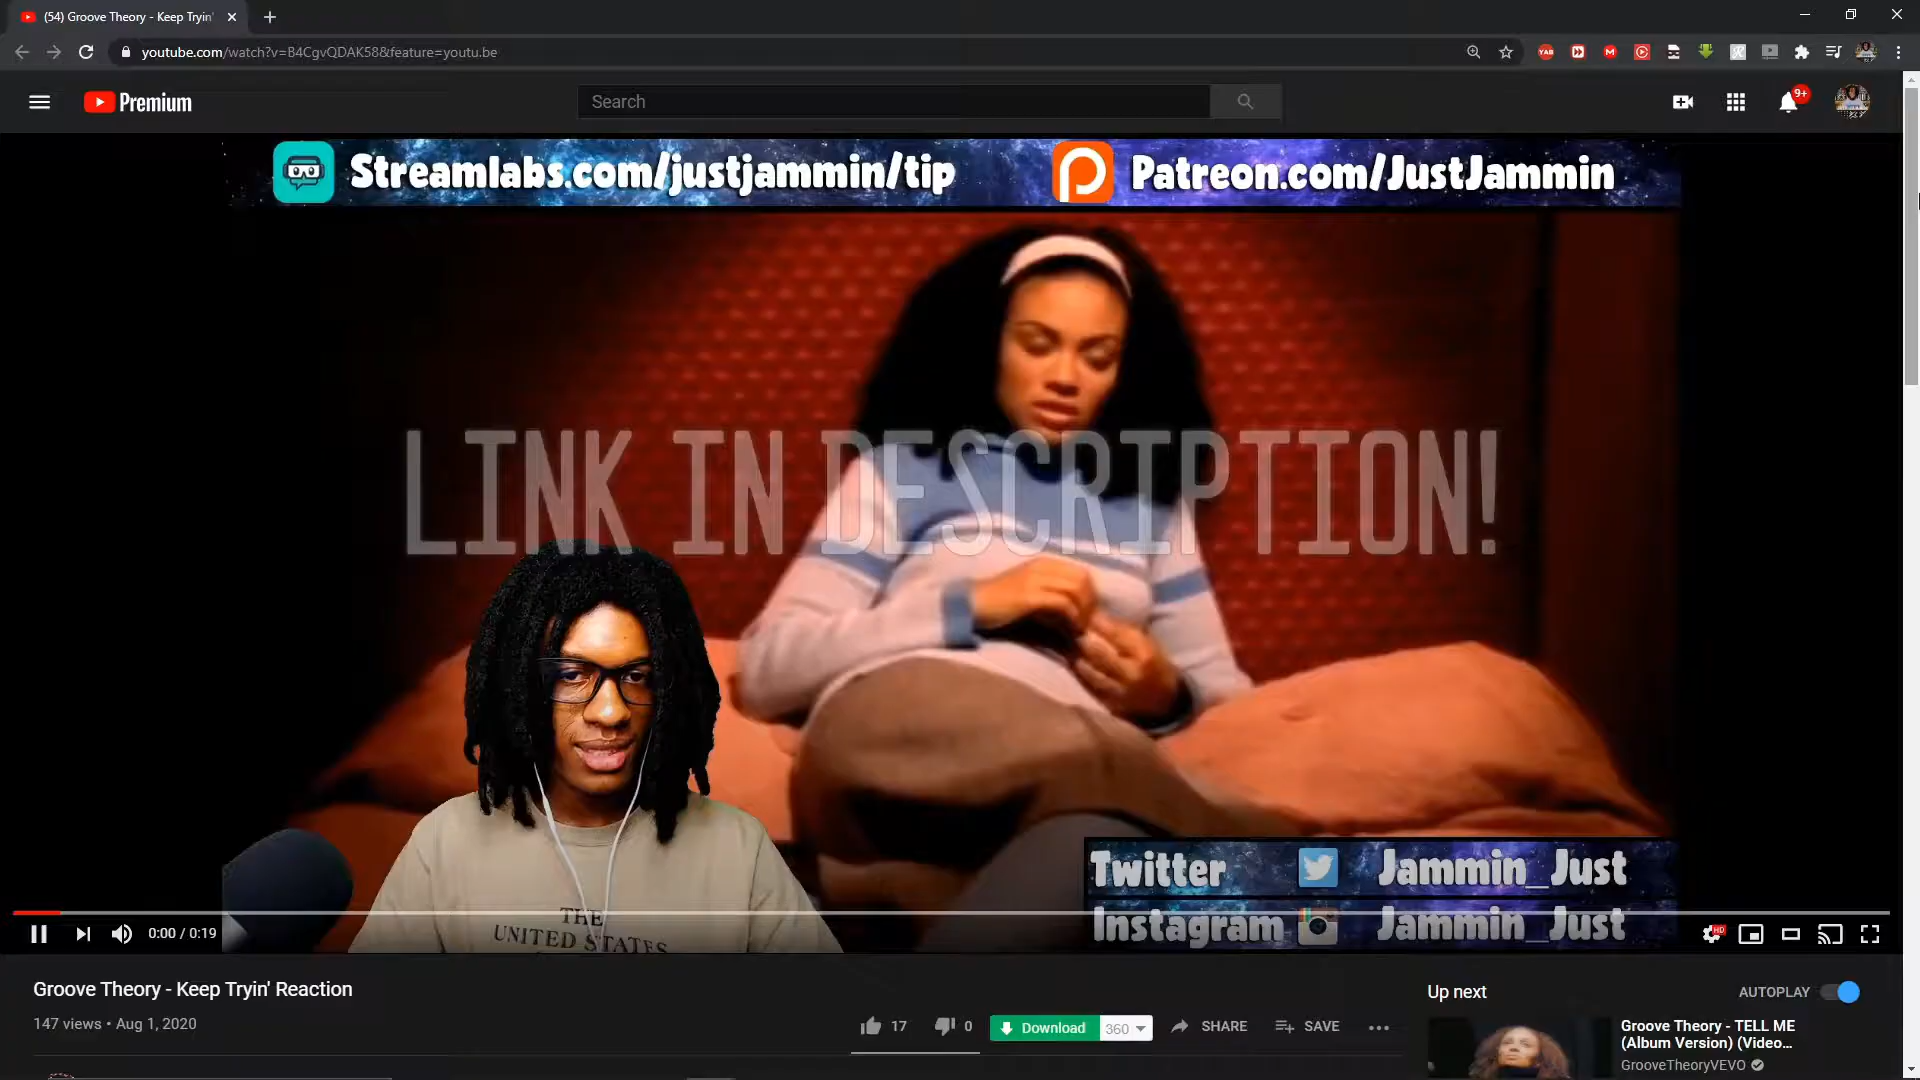 (54) Groove Theory - Keep Tryin'
youtube.com/watch?v=B4CgvQDAK58&feature=youtu.be
Premium
Search
9+
Streamlabs.com/justjammin/tip
Patreon.com/JustJammin
LINK IN DESCRIPTION!
THE
UNITED STATES
Twitter Jammin_Just
Instagram Jammin_Just
0:00 / 0:19
HD
Groove Theory - Keep Tryin' Reaction
147 views • Aug 1, 2020
17
0
Download
360
SHARE
SAVE
Up next
AUTOPLAY
Groove Theory - TELL ME
(Album Version) (Video...
GrooveTheoryVEVO